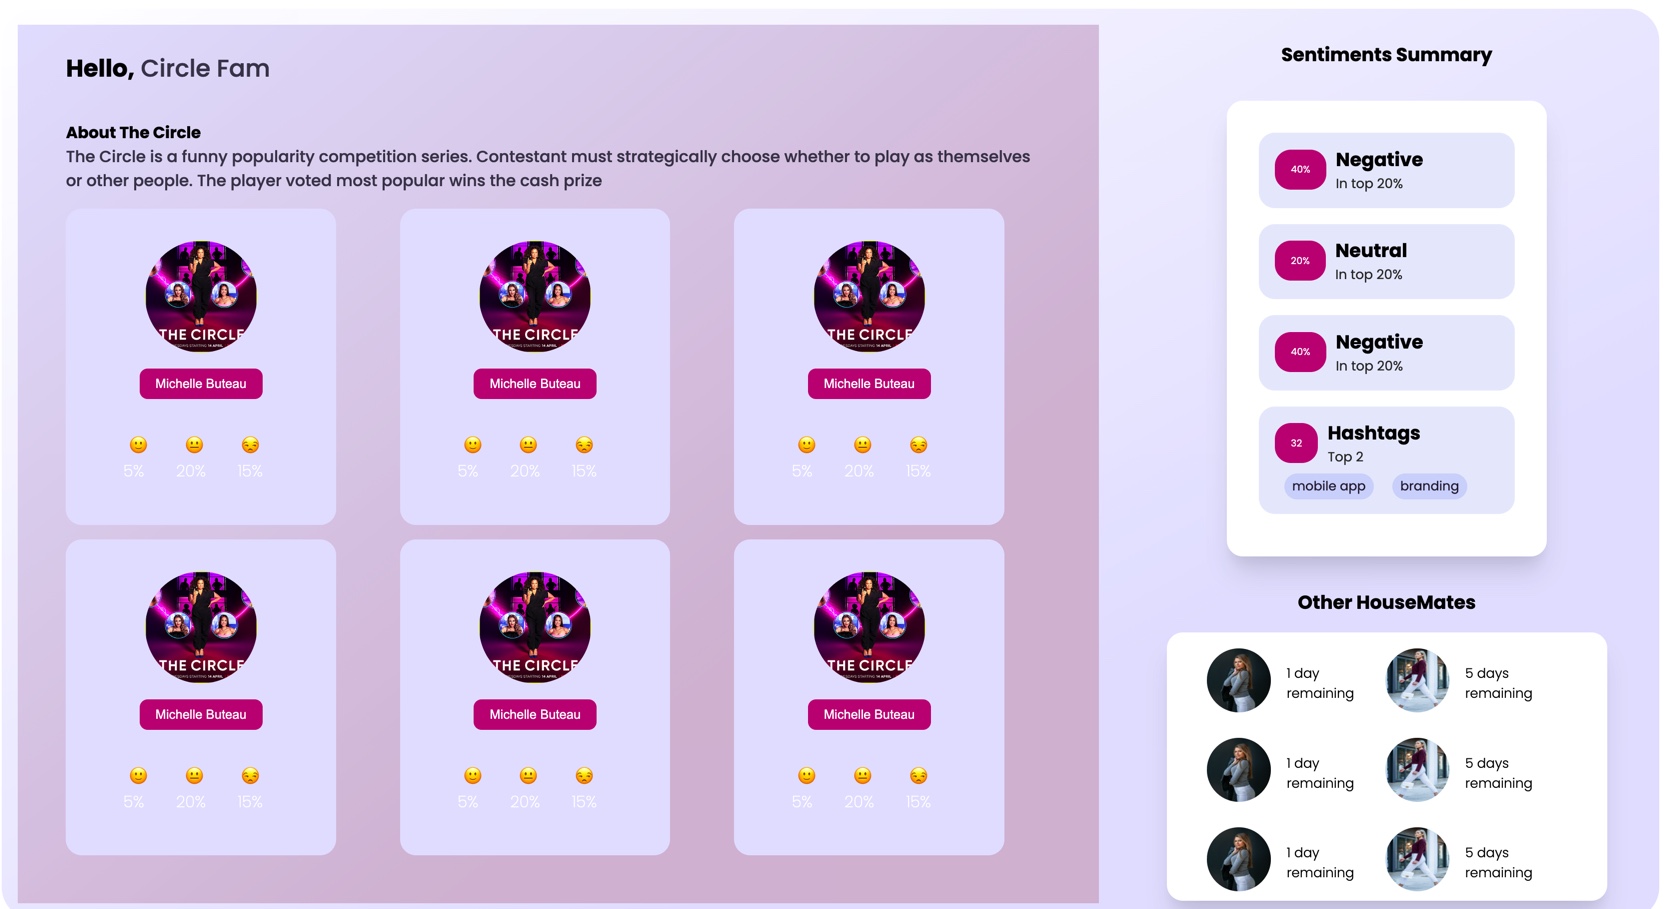 Hello, Circle Fam
About The Circle
The Circle is a funny popularity competition series. Contestant must strategically choose whether to play as themselves
or other people. The player voted most popular wins the cash prize
THE CIRCLE
Michelle Buteau
5% 20% 15%
THE CIRCLE
Michelle Buteau
5% 20% 15%
THE CIRCLE
Michelle Buteau
5% 20% 15%
THE CIRCLE
Michelle Buteau
5% 20% 15%
THE CIRCLE
Michelle Buteau
5% 20% 15%
THE CIRCLE
Michelle Buteau
5% 20% 15%
Sentiments Summary
40%
Negative
In top 20%
20%
Neutral
In top 20%
40%
Negative
In top 20%
32
Hashtags
Top 2
mobile app
branding
Other HouseMates
1 day
remaining
5 days
remaining
1 day
remaining
5 days
remaining
1 day
remaining
5 days
remaining